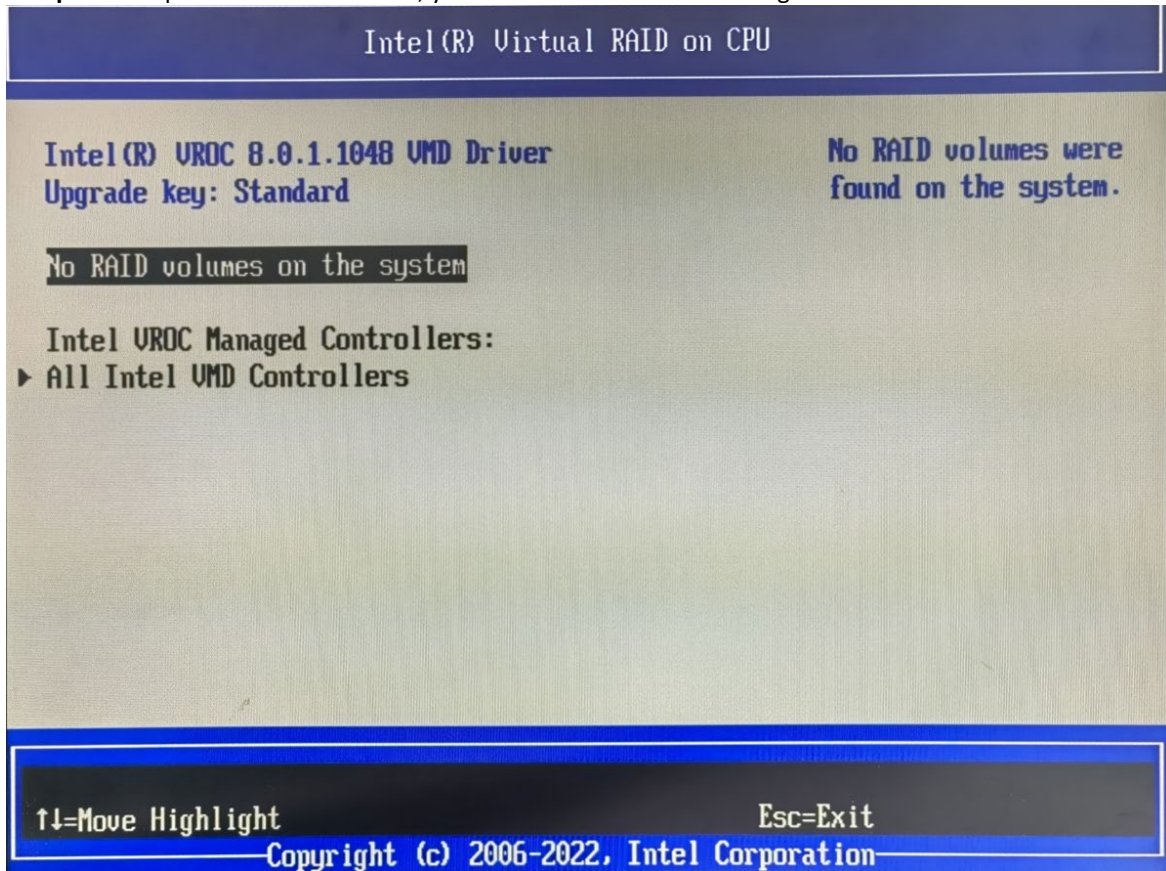 Intel(R) Virtual RAID on CPU
Intel(R) VROC 8.0.1.1048 VMD Driver
Upgrade key: Standard
No RAID volumes were
found on the system.
No RAID volumes on the system
Intel VROC Managed Controllers:
▶ All Intel VMD Controllers
↑↓=Move Highlight
Esc=Exit
Copyright (c) 2006-2022, Intel Corporation